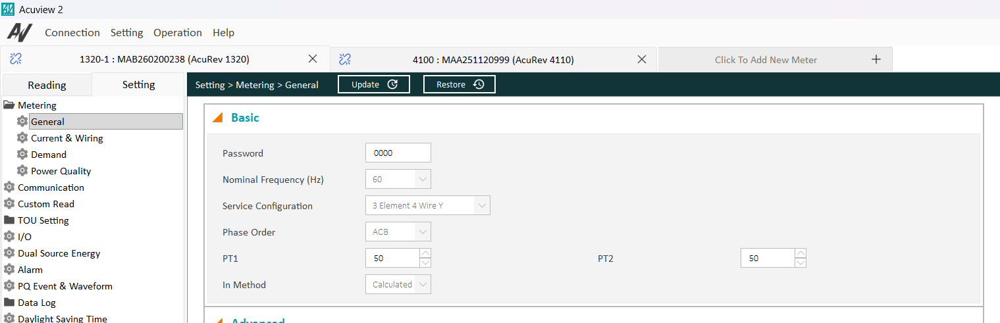 Acuview 2
Connection Setting Operation Help
1320-1 : MAB260200238 (AcuRev 1320)
4100 : MAA251120999 (AcuRev 4110)
Click To Add New Meter
Reading
Setting
Setting > Metering > General
Update
Restore
Metering
General
Current & Wiring
Demand
Power Quality
Communication
Custom Read
TOU Setting
I/O
Dual Source Energy
Alarm
PQ Event & Waveform
Data Log
Daylight Saving Time
Basic
Password 0000
Nominal Frequency (Hz) 60
Service Configuration 3 Element 4 Wire Y
Phase Order ACB
PT1 50 PT2 50
In Method Calculated
Advanced